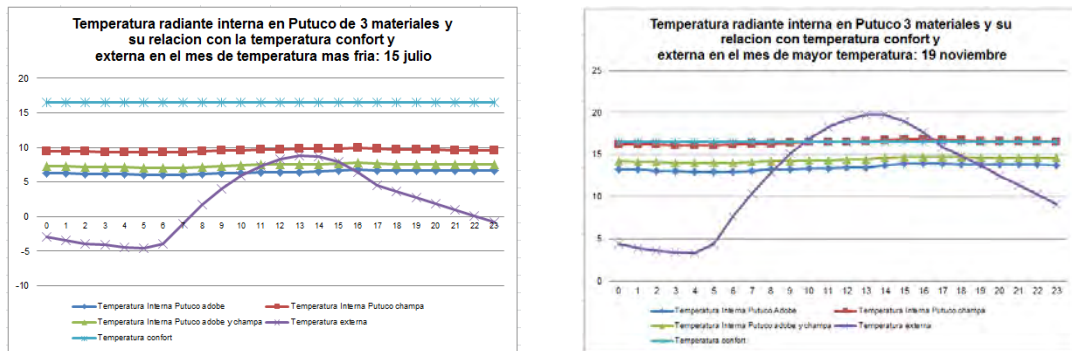 Temperatura radiante interna en Putuco de 3 materiales y
su relacion con la temperatura confort y
externa en el mes de temperatura mas fria: 15 julio
20
15
10
5
0
-5
-10
0 1 2 3 4 5 6 7 8 9 10 11 12 13 14 15 16 17 18 19 20 21 22 23
Temperatura Interna Putuco adobe
Temperatura Interna Putuco champa
Temperatura Interna Putuco adobe y champa
Temperatura externa
Temperatura confort
Temperatura radiante interna en Putuco 3 materiales y su
relacion con temperatura confort y
externa en el mes de mayor temperatura: 19 noviembre
25
20
15
10
5
0
0 1 2 3 4 5 6 7 8 9 10 11 12 13 14 15 16 17 18 19 20 21 22 23
Temperatura Interna Putuco Adobe
Temperatura Interna Putuco champa
Temperatura Interna Putuco adobe y champa
Temperatura externa
Temperatura confort